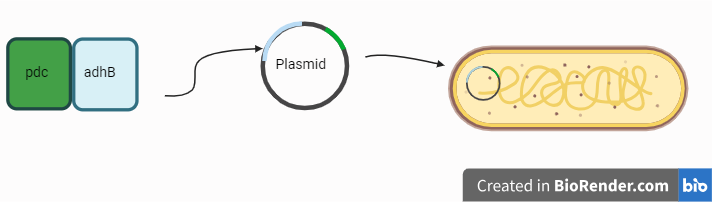 pdc
adhB
Plasmid
Created in BioRender.com
bio